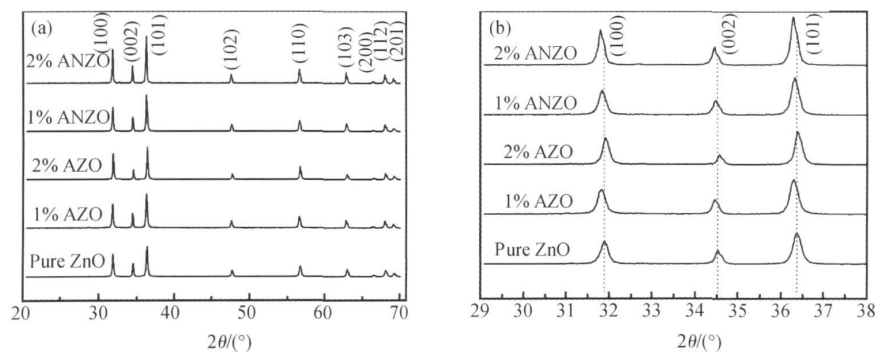 (a)
(100)
(002)
(101)
(102)
(110)
(103)
(200)
(112)
(201)
2% ANZO
1% ANZO
2% AZO
1% AZO
Pure ZnO
20 30 40 50 60 70
2θ/(°)
(b)
(100)
(002)
(101)
2% ANZO
1% ANZO
2% AZO
1% AZO
Pure ZnO
29 30 31 32 33 34 35 36 37 38
2θ/(°)